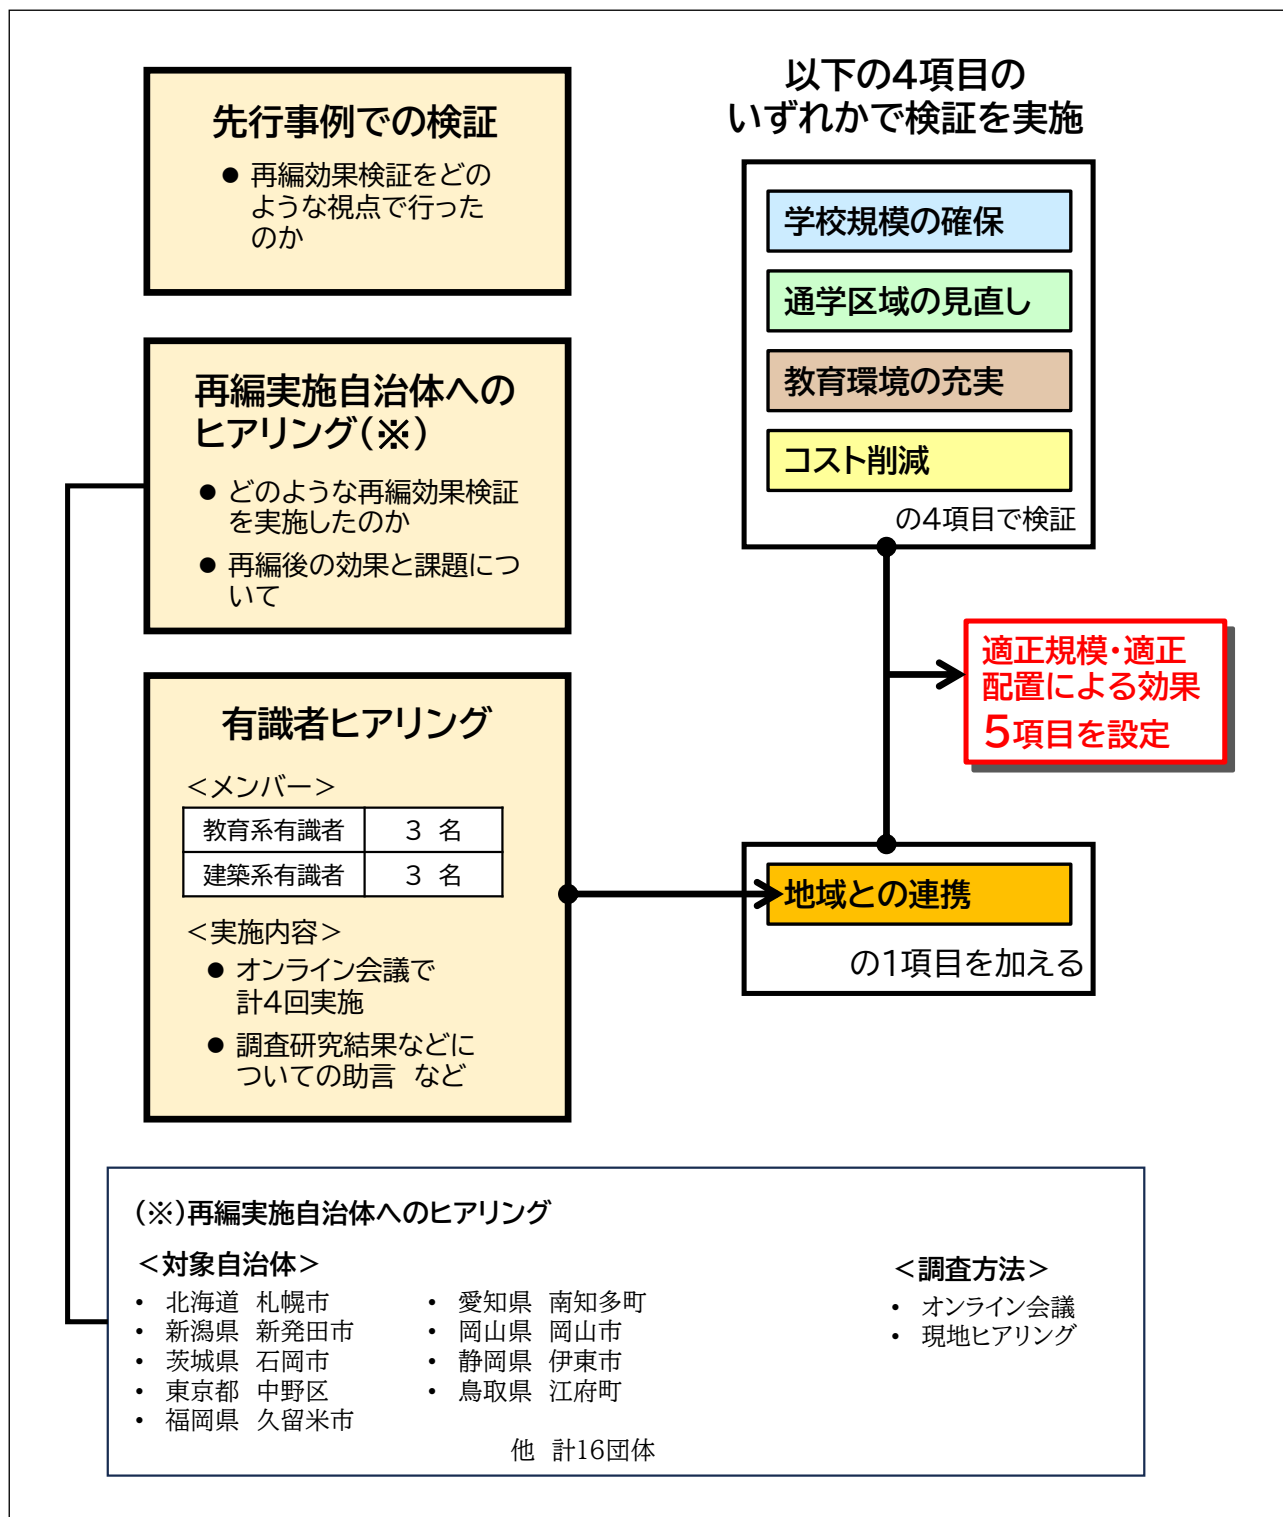 先行事例での検証
● 再編効果検証をどの
ような視点で行った
のか
再編実施自治体への
ヒアリング(※)
● どのような再編効果検証
を実施したのか
● 再編後の効果と課題につ
いて
有識者ヒアリング
＜メンバー＞
教育系有識者 3 名
建築系有識者 3 名
＜実施内容＞
● オンライン会議で
計4回実施
● 調査研究結果などに
ついての助言 など
以下の4項目の
いずれかで検証を実施
学校規模の確保
通学区域の見直し
教育環境の充実
コスト削減
の4項目で検証
適正規模・適正
配置による効果
5項目を設定
地域との連携
の1項目を加える
(※)再編実施自治体へのヒアリング
＜対象自治体＞
・ 北海道 札幌市
・ 新潟県 新発田市
・ 茨城県 石岡市
・ 東京都 中野区
・ 福岡県 久留米市
・ 愛知県 南知多町
・ 岡山県 岡山市
・ 静岡県 伊東市
・ 鳥取県 江府町
他 計16団体
＜調査方法＞
・ オンライン会議
・ 現地ヒアリング